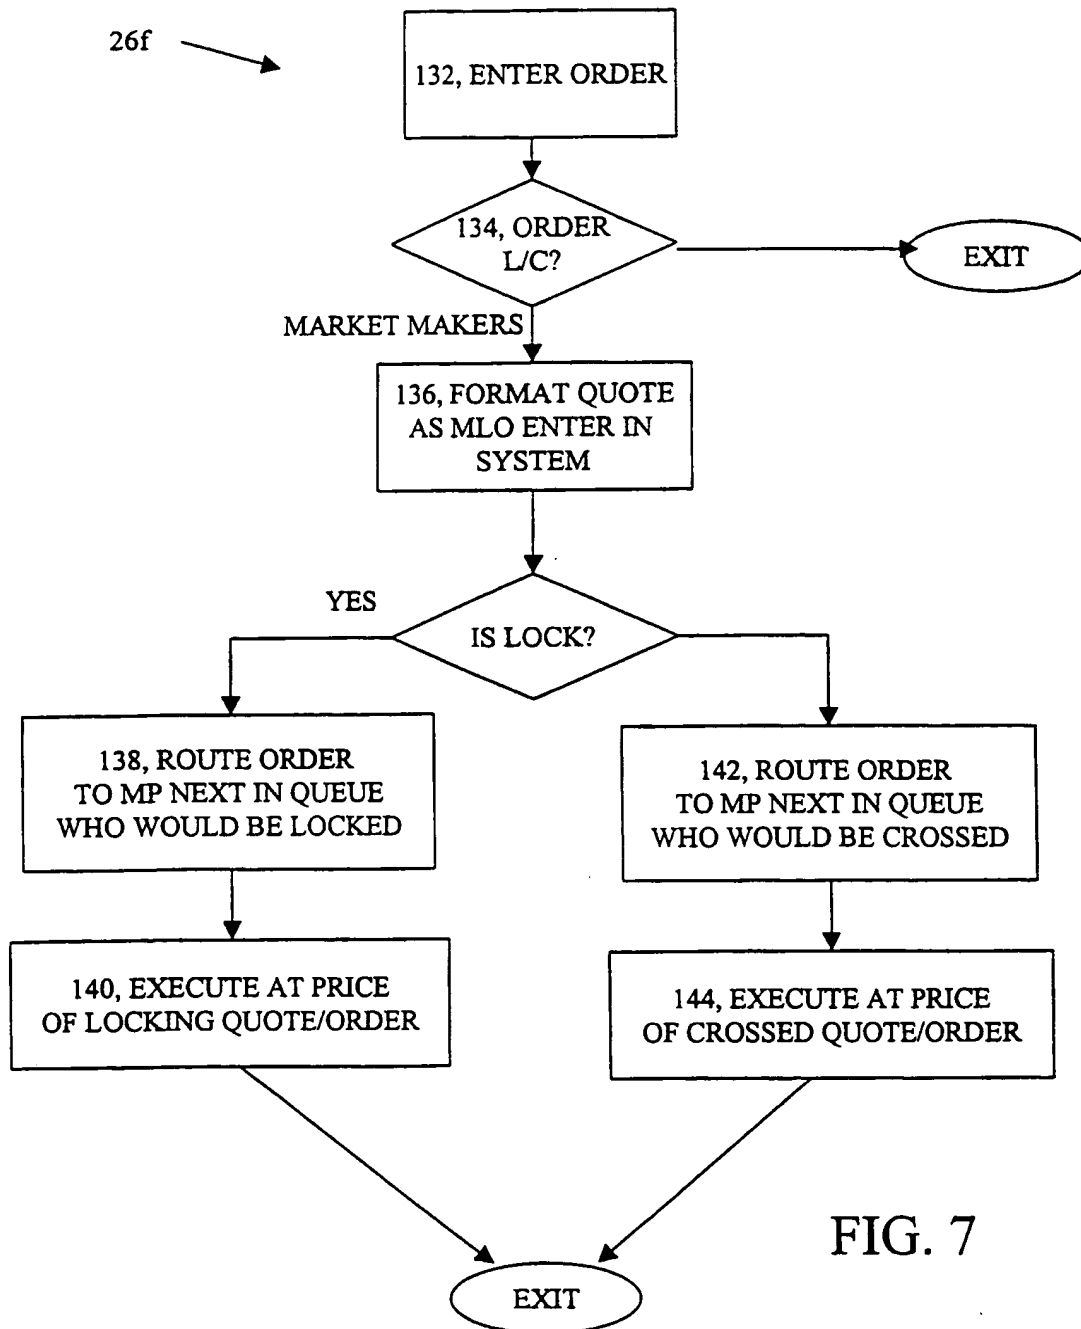 26f
132, ENTER ORDER
134, ORDER
L/C?
EXIT
MARKET MAKERS
136, FORMAT QUOTE
AS MLO ENTER IN
SYSTEM
YES
IS LOCK?
138, ROUTE ORDER
TO MP NEXT IN QUEUE
WHO WOULD BE LOCKED
142, ROUTE ORDER
TO MP NEXT IN QUEUE
WHO WOULD BE CROSSED
140, EXECUTE AT PRICE
OF LOCKING QUOTE/ORDER
144, EXECUTE AT PRICE
OF CROSSED QUOTE/ORDER
FIG. 7
EXIT